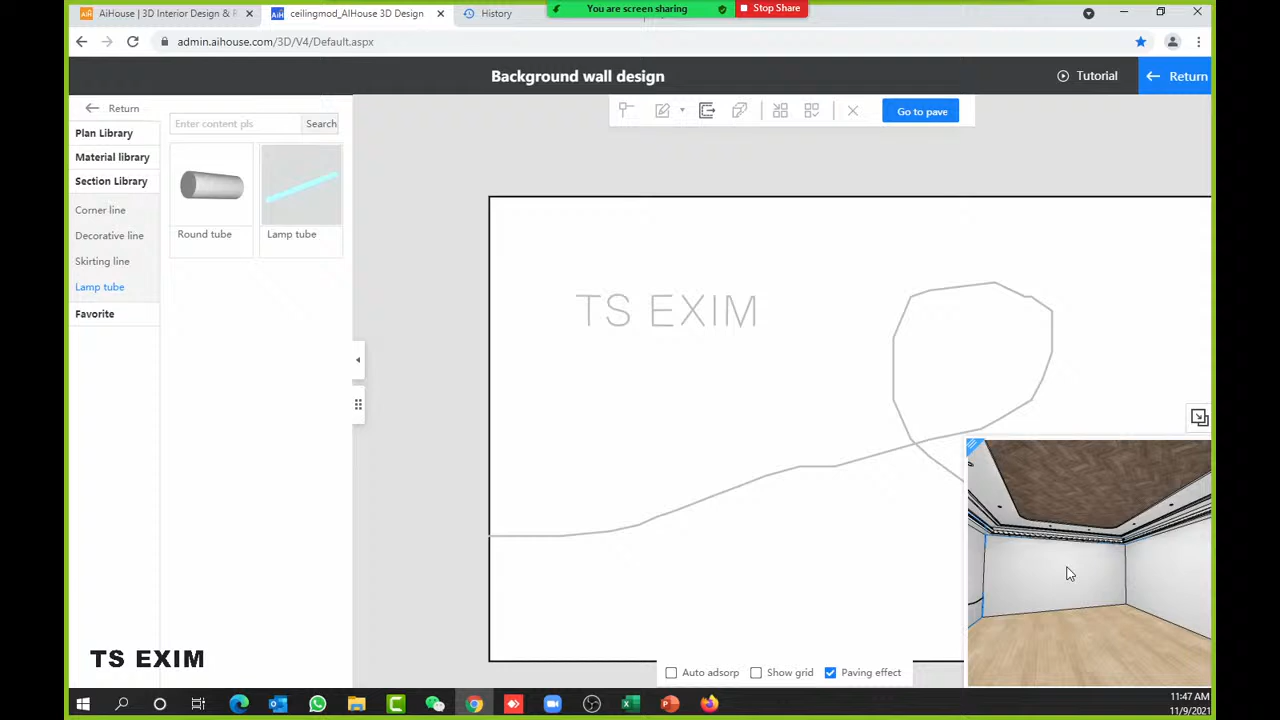 AiHouse | 3D Interior Design & R
ceilingmod_AIHouse 3D Design
History
You are screen sharing
Stop Share
admin.aihouse.com/3D/V4/Default.aspx
Background wall design
Tutorial
Return
Return
Plan Library
Material library
Section Library
Corner line
Decorative line
Skirting line
Lamp tube
Favorite
Enter content pls
Search
Round tube
Lamp tube
Go to pave
TS EXIM
TS EXIM
Auto adsorp
Show grid
Paving effect
11:47 AM
11/9/2021